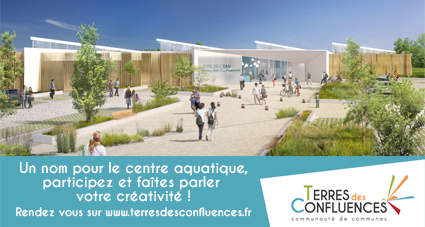 Un nom pour le centre aquatique,
participez et faîtes parler
votre créativité !
Rendez vous sur www.terresdesconfluences.fr
TERRES des
CONFLUENCES
communauté de communes